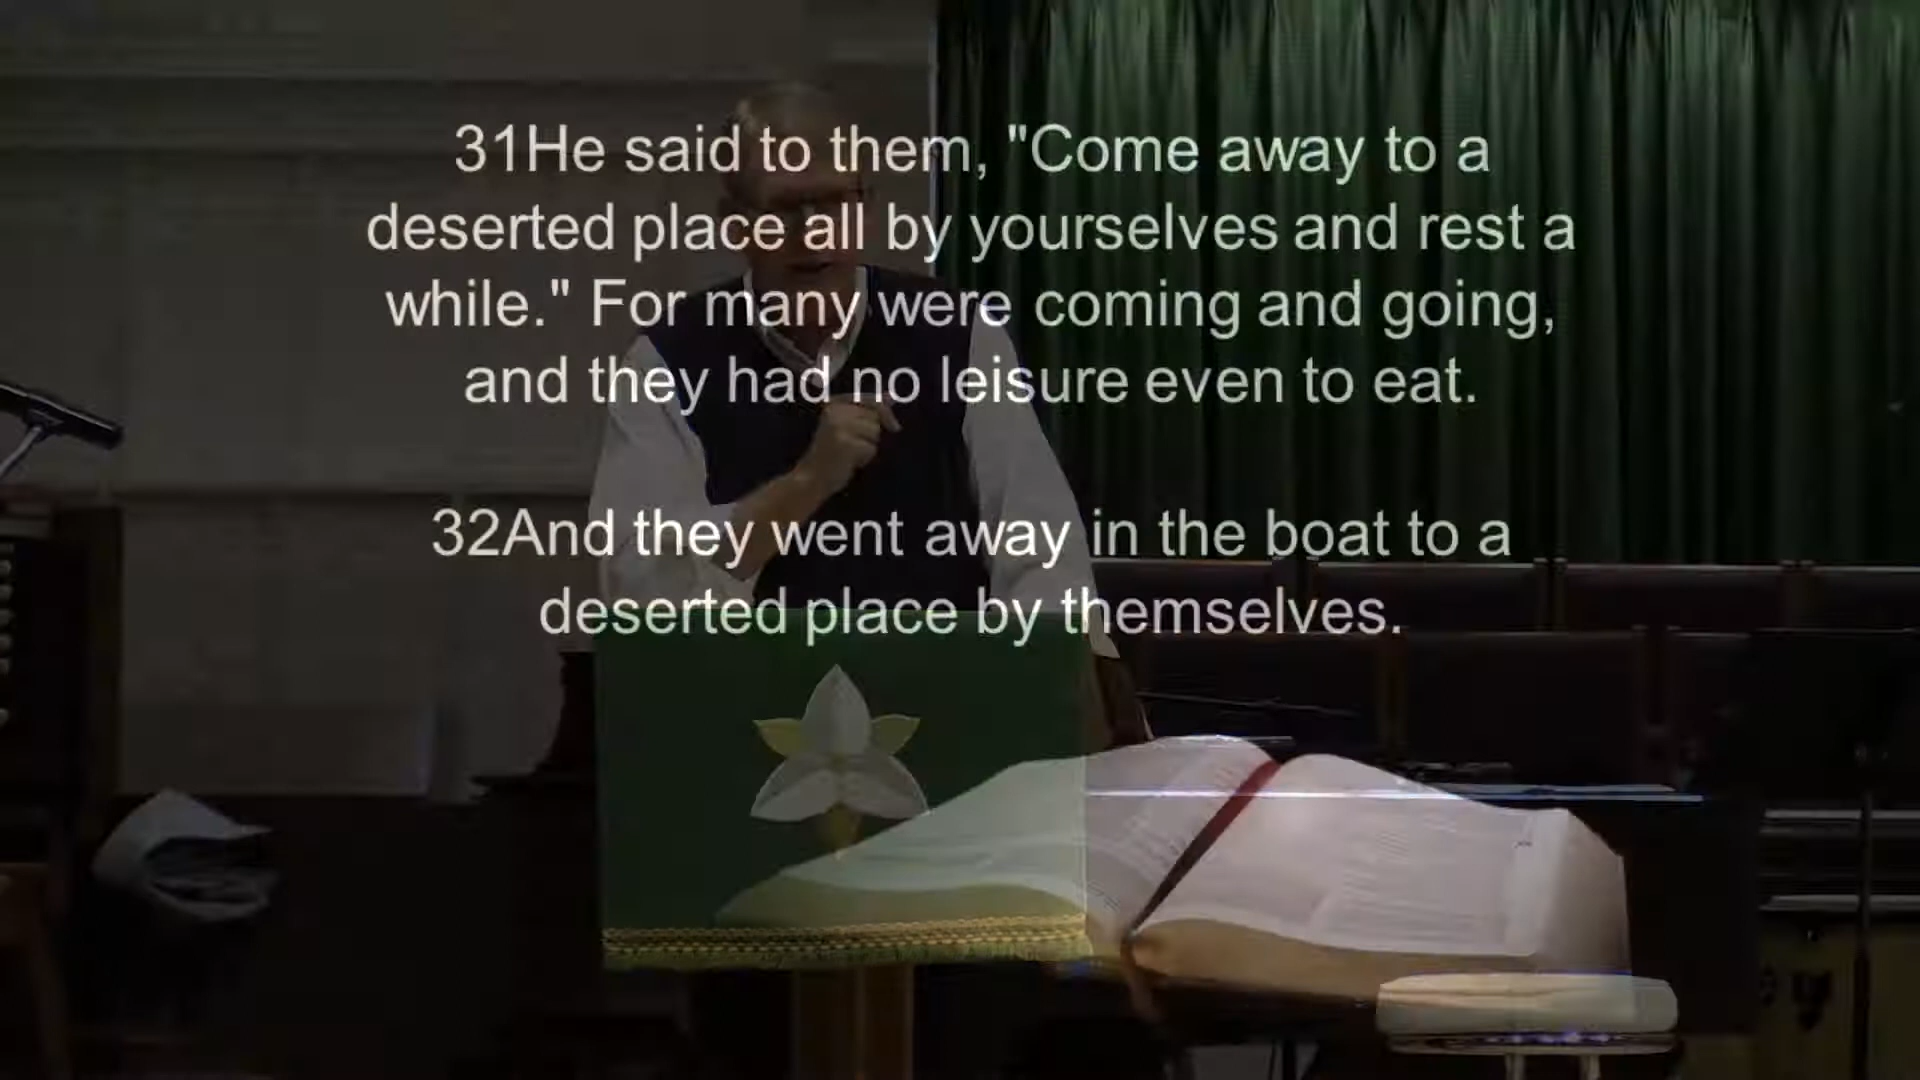 31He said to them, "Come away to a
deserted place all by yourselves and rest a
while." For many were coming and going,
and they had no leisure even to eat.
32And they went away in the boat to a
deserted place by themselves.